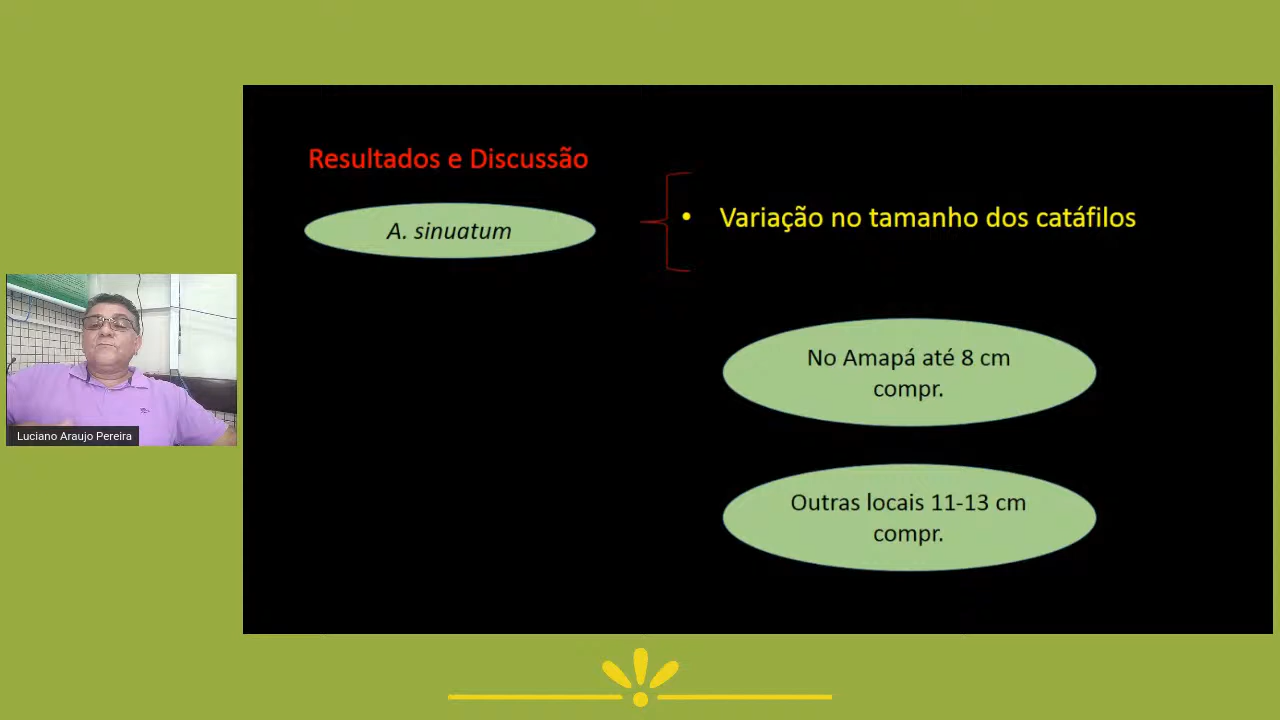 Resultados e Discussão
A. sinuatum
• Variação no tamanho dos catáfilos
No Amapá até 8 cm
compr.
Outras locais 11-13 cm
compr.
Luciano Araujo Pereira